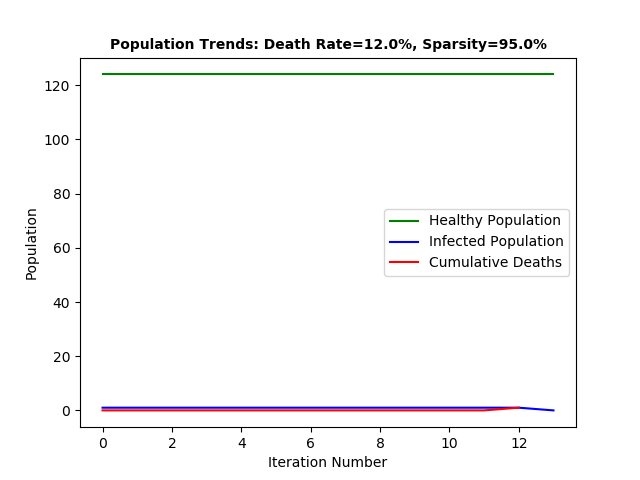 Population Trends: Death Rate=12.0%, Sparsity=95.0%
120
100
80
60
40
20
0
Population
Healthy Population
Infected Population
Cumulative Deaths
0 2 4 6 8 10 12
Iteration Number